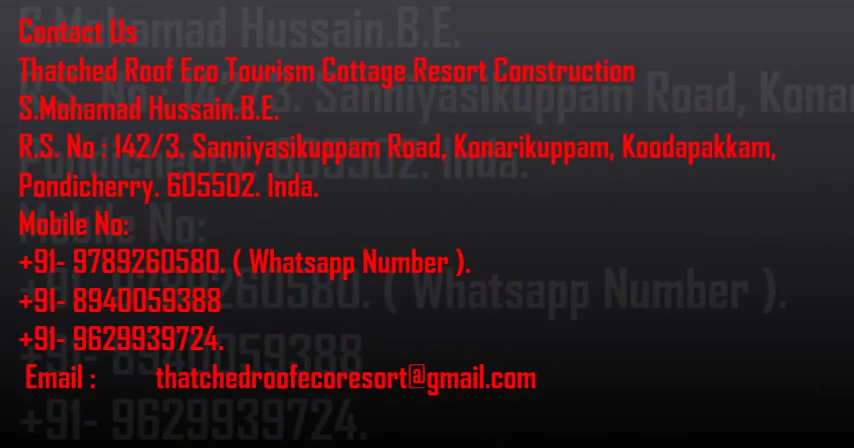 Contact Us
Thatched Roof Eco Tourism Cottage Resort Construction
S.Mohamad Hussain.B.E.
R.S. No : 142/3. Sanniyasikuppam Road, Konarikuppam, Koodapakkam,
Pondicherry. 605502. Inda.
Mobile No:
+91- 9789260580. ( Whatsapp Number ).
+91- 8940059388
+91- 9629939724.
Email : thatchedroofecoresort@gmail.com